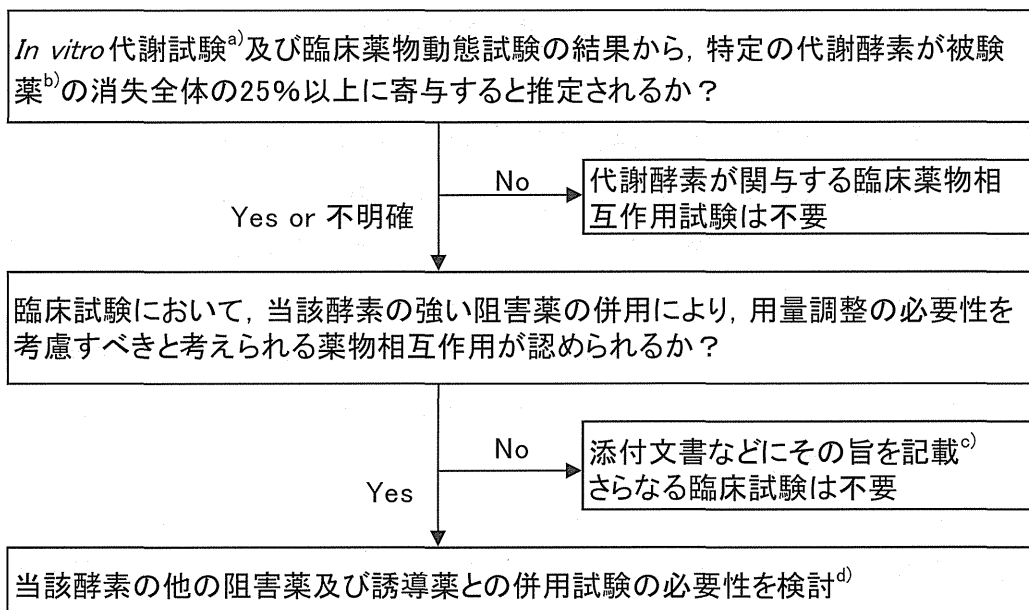 In vitro代謝試験a)及び臨床薬物動態試験の結果から，特定の代謝酵素が被験
薬b)の消失全体の25%以上に寄与すると推定されるか？
No
代謝酵素が関与する臨床薬物相
互作用試験は不要
Yes or 不明確
臨床試験において，当該酵素の強い阻害薬の併用により，用量調整の必要性を
考慮すべきと考えられる薬物相互作用が認められるか？
No
添付文書などにその旨を記載c)
さらなる臨床試験は不要
Yes
当該酵素の他の阻害薬及び誘導薬との併用試験の必要性を検討d)